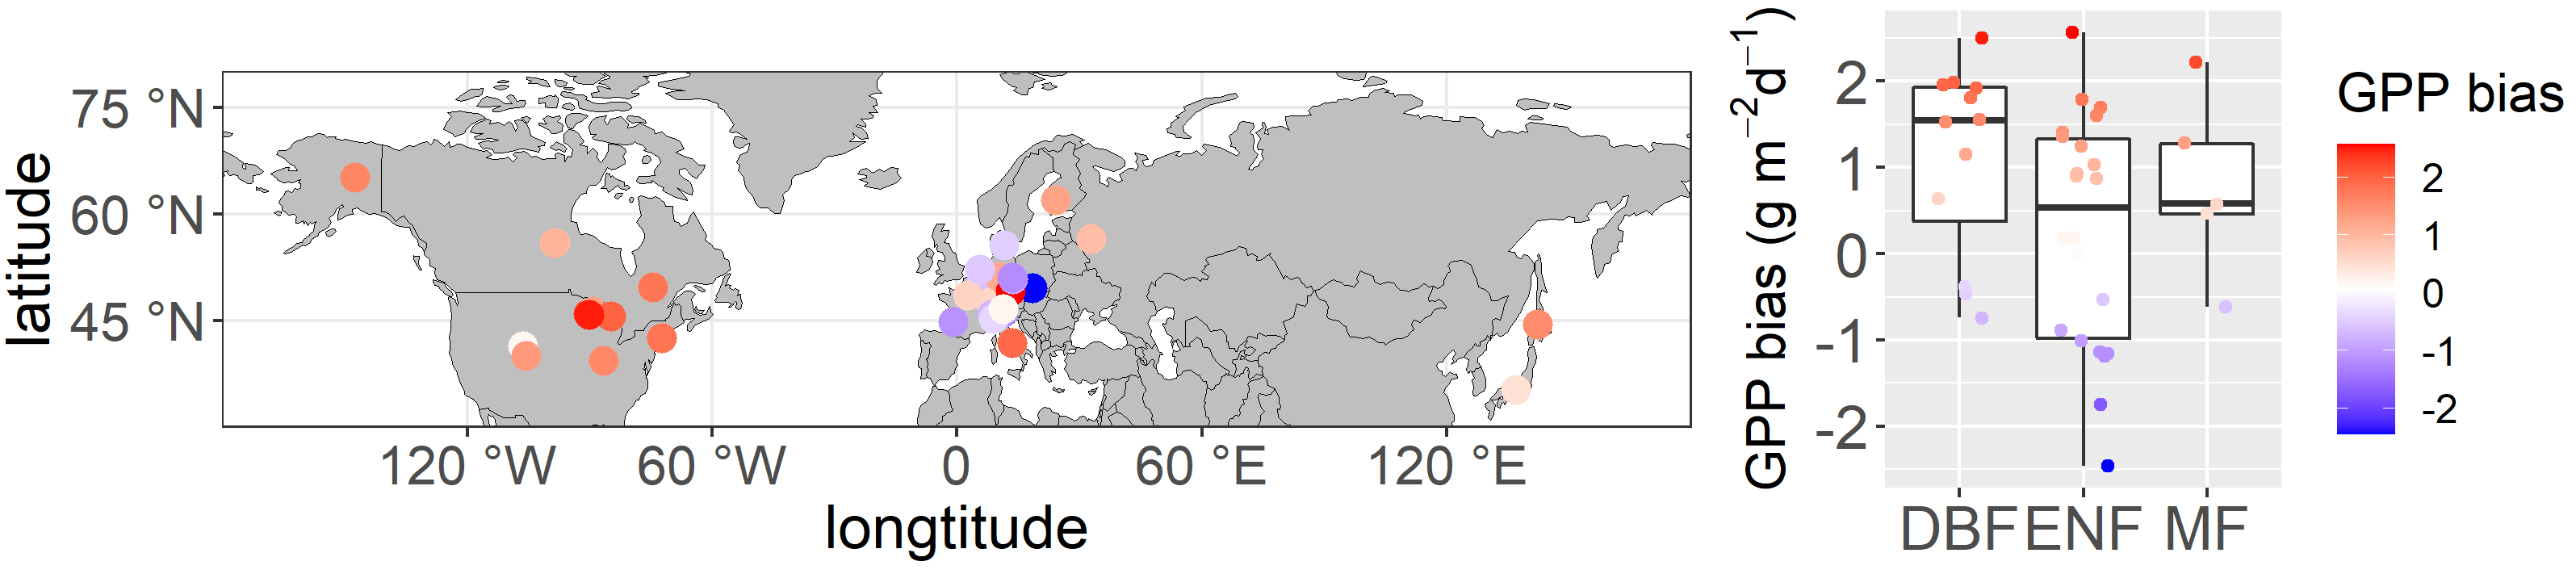 latitude
75 °N
60 °N
45 °N
120 °W
60 °W
0
60 °E
120 °E
longtitude
GPP bias (g m⁻²d⁻¹)
2
1
0
-1
-2
DBF
ENF
MF
GPP bias
2
1
0
-1
-2